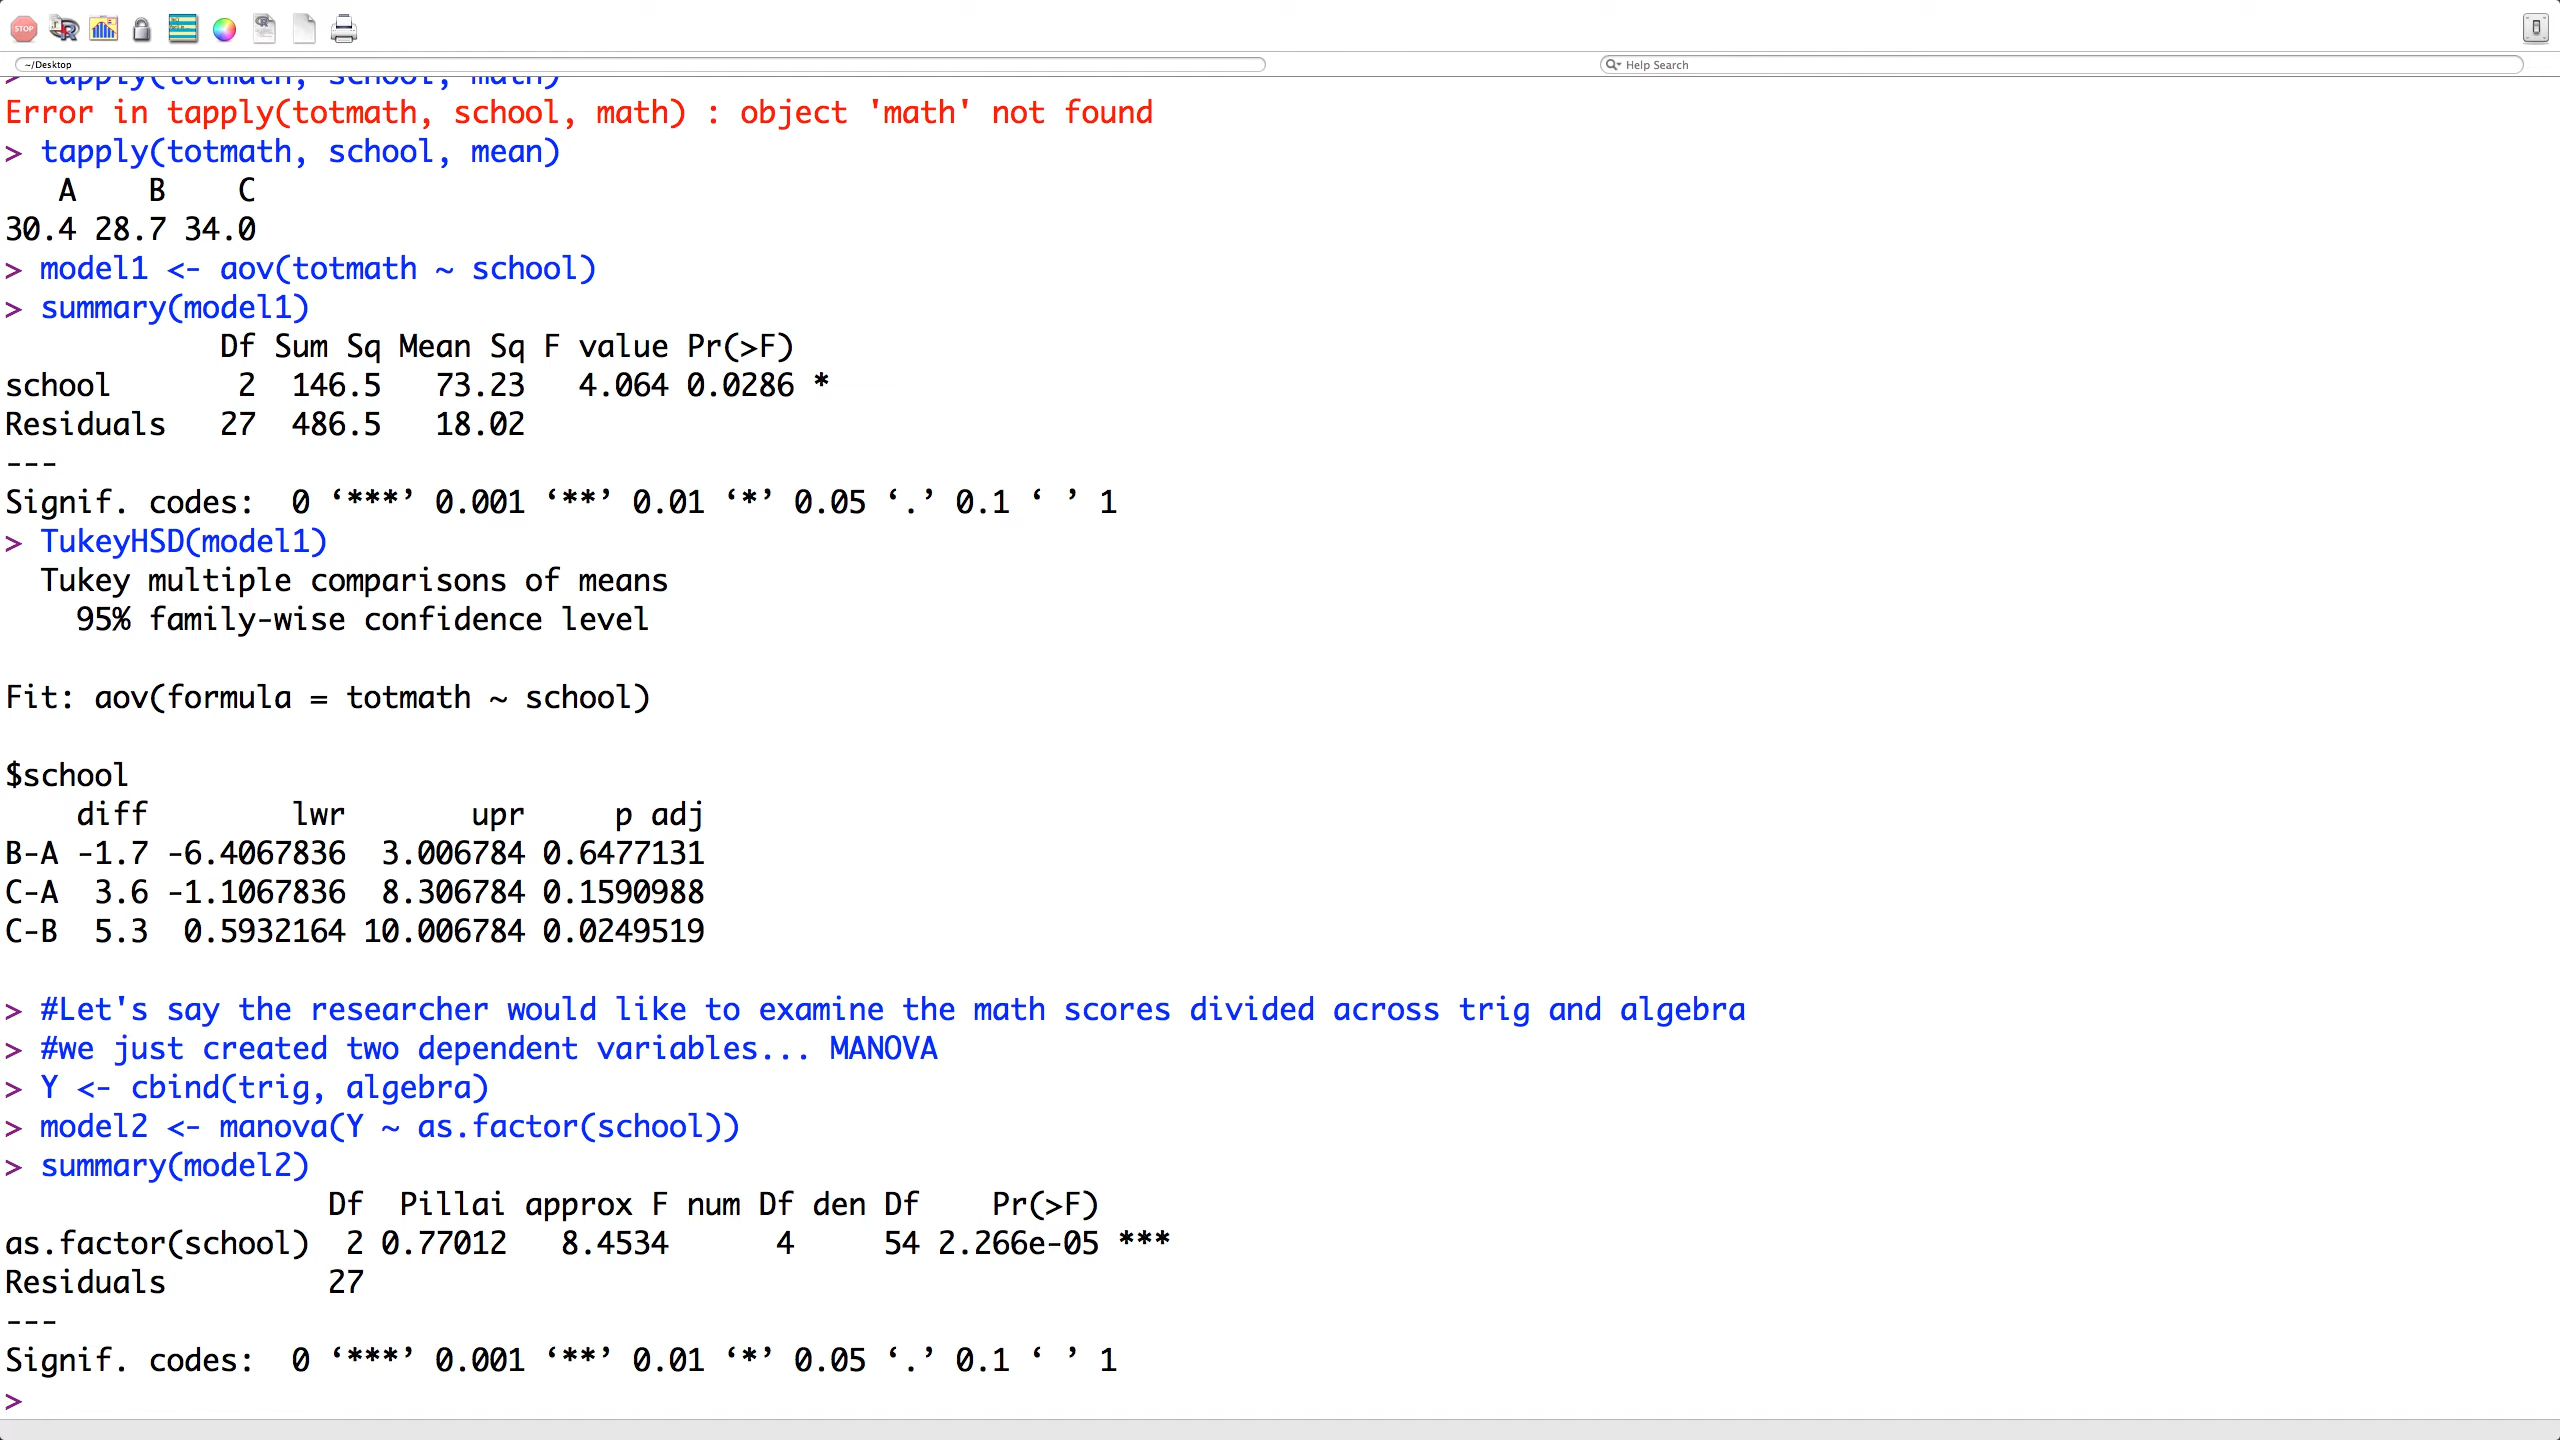 STOP
~/Desktop
Help Search
> tapply(totmath, school, math)
Error in tapply(totmath, school, math) : object 'math' not found
> tapply(totmath, school, mean)
   A    B    C
30.4 28.7 34.0
> model1 <- aov(totmath ~ school)
> summary(model1)
            Df Sum Sq Mean Sq F value Pr(>F)
school       2  146.5   73.23   4.064 0.0286 *
Residuals   27  486.5   18.02
---
Signif. codes:  0 ‘***’ 0.001 ‘**’ 0.01 ‘*’ 0.05 ‘.’ 0.1 ‘ ’ 1
> TukeyHSD(model1)
  Tukey multiple comparisons of means
    95% family-wise confidence level
Fit: aov(formula = totmath ~ school)
$school
    diff        lwr       upr     p adj
B-A -1.7 -6.4067836  3.006784 0.6477131
C-A  3.6 -1.1067836  8.306784 0.1590988
C-B  5.3  0.5932164 10.006784 0.0249519
> #Let's say the researcher would like to examine the math scores divided across trig and algebra
> #we just created two dependent variables... MANOVA
> Y <- cbind(trig, algebra)
> model2 <- manova(Y ~ as.factor(school))
> summary(model2)
                  Df  Pillai approx F num Df den Df    Pr(>F)
as.factor(school)  2 0.77012   8.4534      4     54 2.266e-05 ***
Residuals         27
---
Signif. codes:  0 ‘***’ 0.001 ‘**’ 0.01 ‘*’ 0.05 ‘.’ 0.1 ‘ ’ 1
>